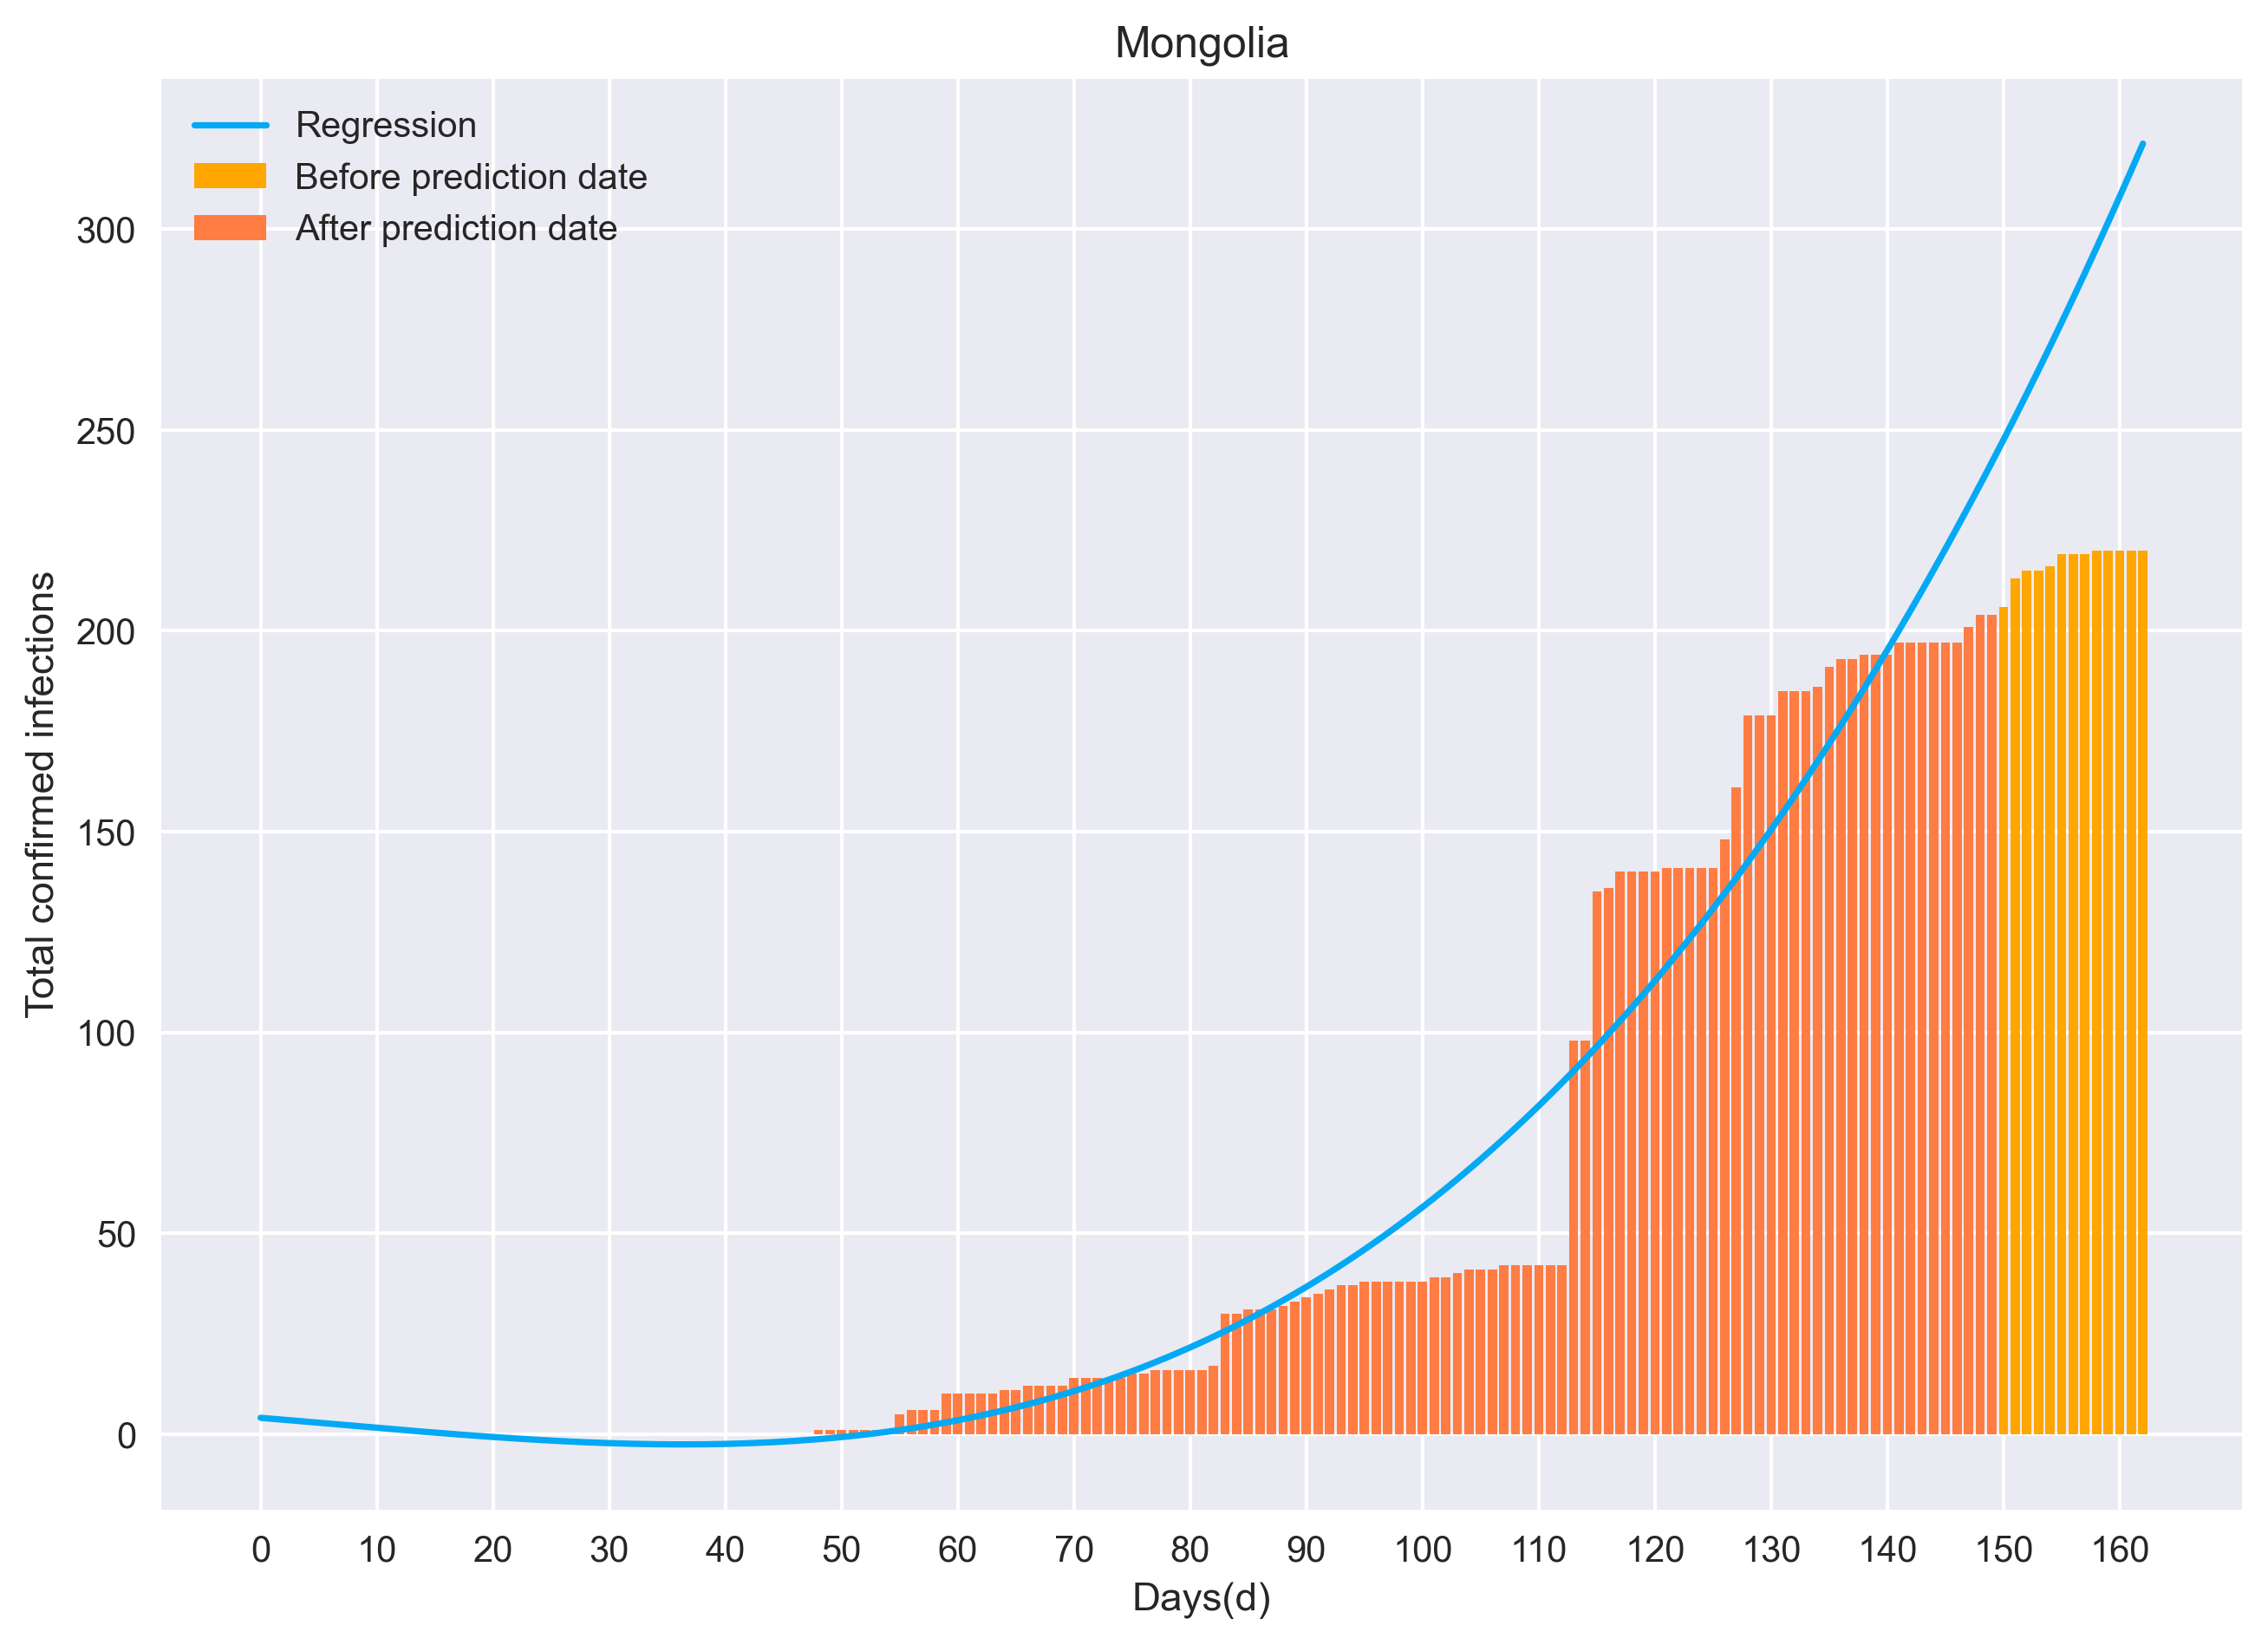 Mongolia
Regression
Before prediction date
After prediction date
300
250
200
150
100
50
0
Total confirmed infections
0 10 20 30 40 50 60 70 80 90 100 110 120 130 140 150 160
Days(d)